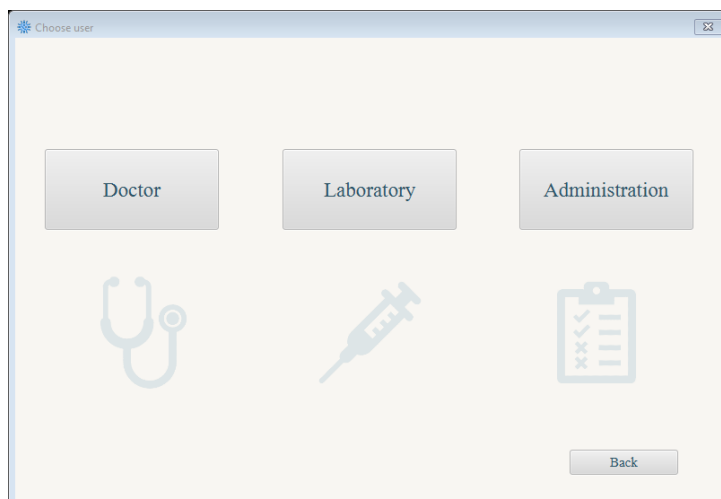 Choose user
Doctor
Laboratory
Administration
Back